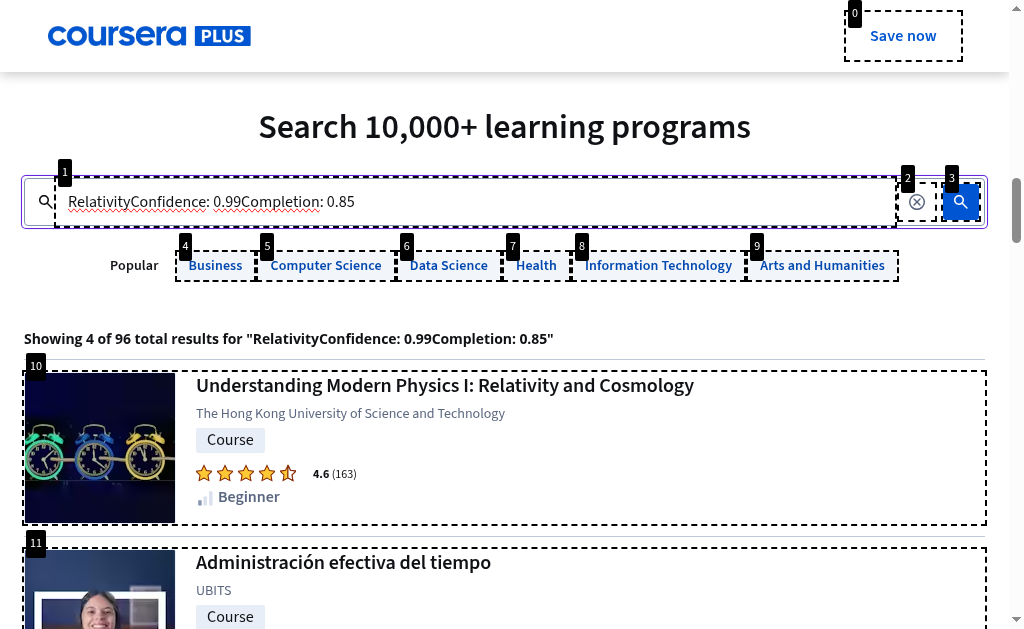 coursera PLUS
0
Save now
Search 10,000+ learning programs
1
2
3
RelativityConfidence: 0.99Completion: 0.85
4
5
6
7
8
9
Popular
Business
Computer Science
Data Science
Health
Information Technology
Arts and Humanities
Showing 4 of 96 total results for "RelativityConfidence: 0.99Completion: 0.85"
10
Understanding Modern Physics I: Relativity and Cosmology
The Hong Kong University of Science and Technology
Course
4.6 (163)
Beginner
11
Administración efectiva del tiempo
UBITS
Course